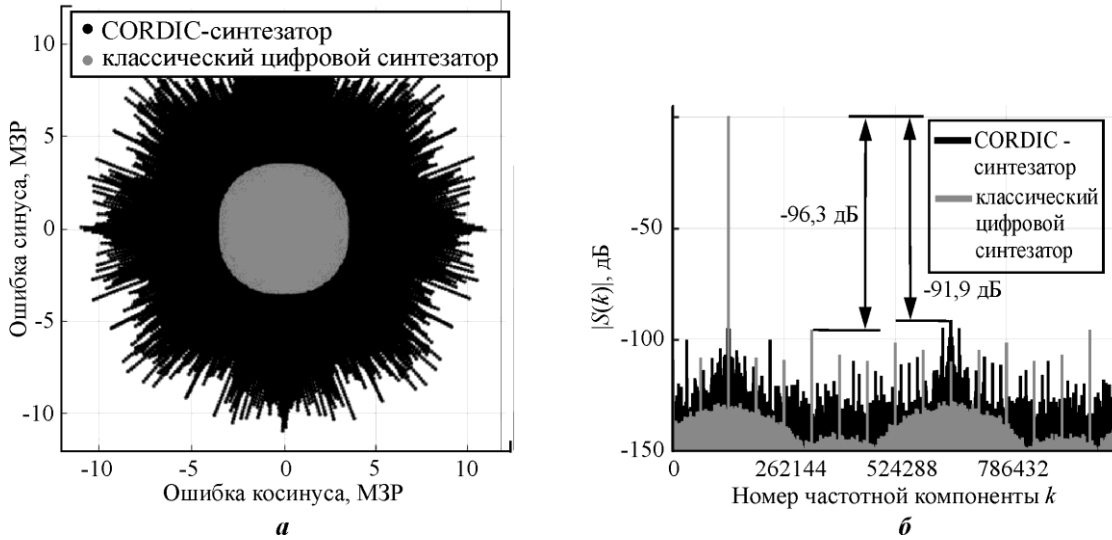 10
5
0
-5
-10
Ошибка синуса, МЗР
CORDIC-синтезатор
классический цифровой синтезатор
-10
-5
0
5
10
Ошибка косинуса, МЗР
а
-50
-100
-150
|S(k)|, дБ
-96,3 дБ
-91,9 дБ
CORDIC -
синтезатор
классический
цифровой
синтезатор
0
262144
524288
786432
Номер частотной компоненты k
б